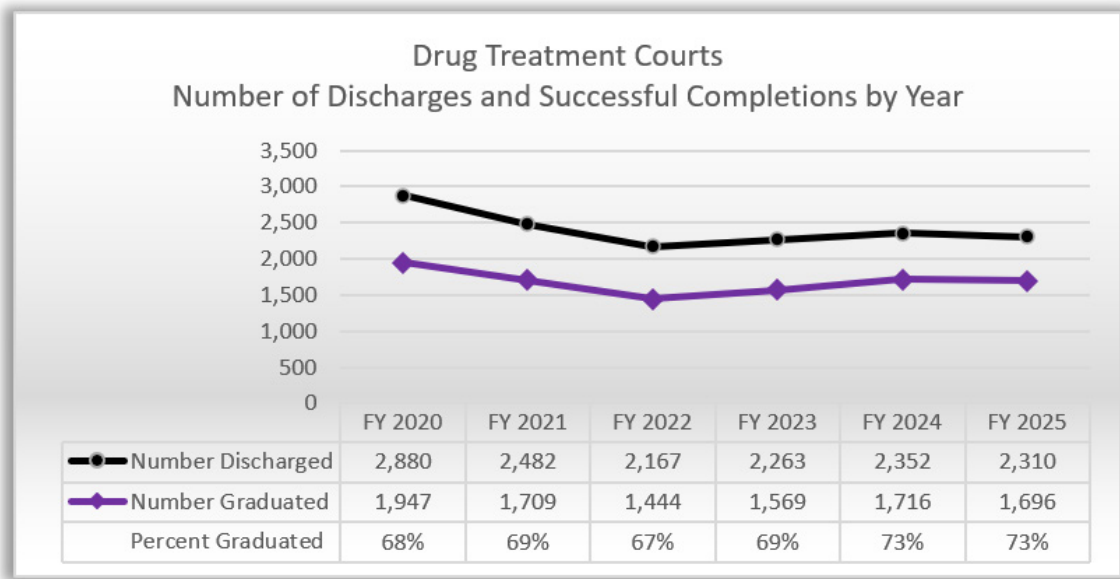 Drug Treatment Courts
Number of Discharges and Successful Completions by Year
3,500
3,000
2,500
2,000
1,500
1,000
500
0
FY 2020 FY 2021 FY 2022 FY 2023 FY 2024 FY 2025
Number Discharged 2,880 2,482 2,167 2,263 2,352 2,310
Number Graduated 1,947 1,709 1,444 1,569 1,716 1,696
Percent Graduated 68% 69% 67% 69% 73% 73%